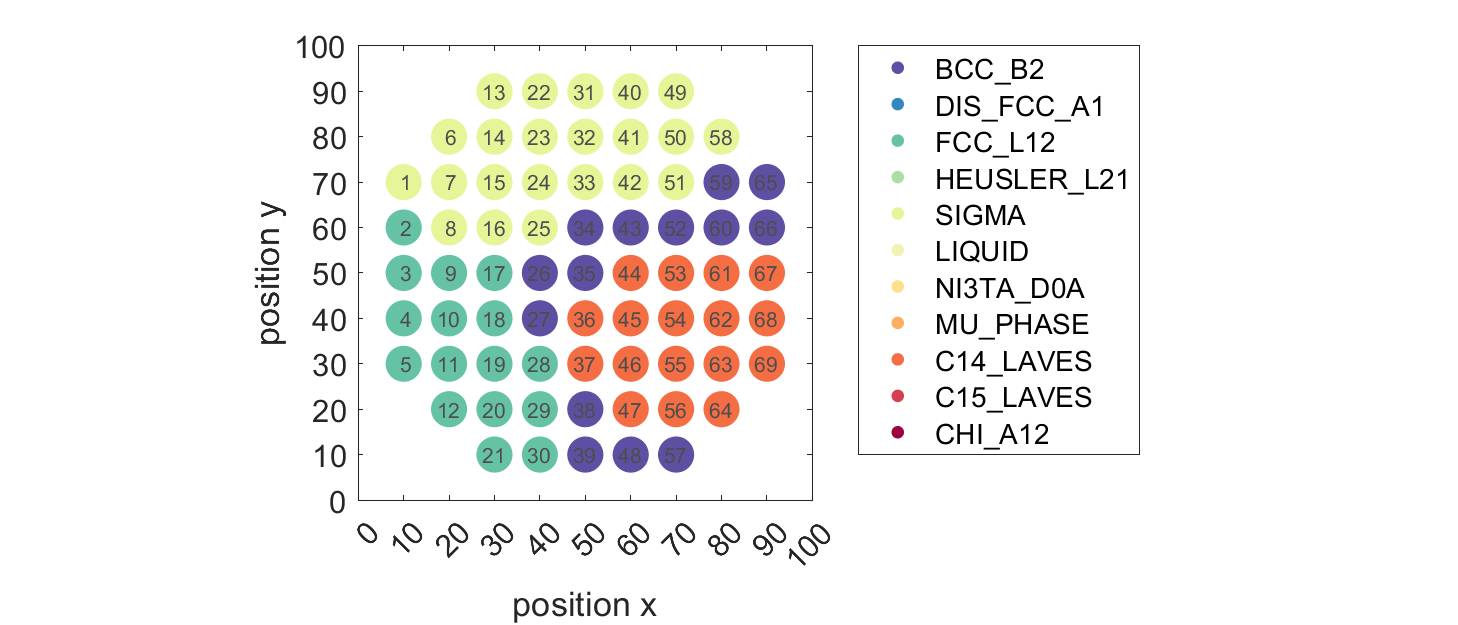 100
90
80
70
60
50
40
30
20
10
0
position y
13 22 31 40 49
6 14 23 32 41 50 58
1 7 15 24 33 42 51 59 65
2 8 16 25 34 43 52 60 66
3 9 17 26 35 44 53 61 67
4 10 18 27 36 45 54 62 68
5 11 19 28 37 46 55 63 69
12 20 29 38 47 56 64
21 30 39 48 57
0 10 20 30 40 50 60 70 80 90 100
position x
BCC_B2
DIS_FCC_A1
FCC_L12
HEUSLER_L21
SIGMA
LIQUID
NI3TA_D0A
MU_PHASE
C14_LAVES
C15_LAVES
CHI_A12